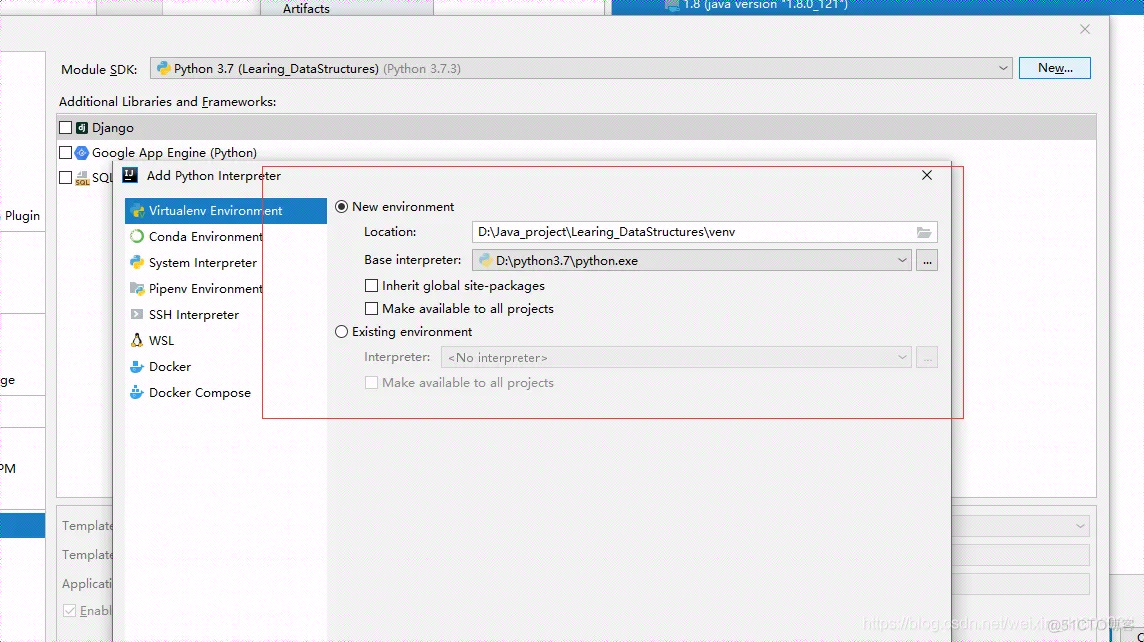 Artifacts
1.8 (java version "1.8.0_121")
Module SDK: Python 3.7 (Learing_DataStructures) (Python 3.7.3) New...
Additional Libraries and Frameworks:
Django
Google App Engine (Python)
SQL
Add Python Interpreter
Plugin
Virtualenv Environment
Conda Environment
System Interpreter
Pipenv Environment
SSH Interpreter
WSL
Docker
Docker Compose
New environment
Location: D:\Java_project\Learing_DataStructures\venv
Base interpreter: D:\python3.7\python.exe ...
Inherit global site-packages
Make available to all projects
Existing environment
Interpreter: <No interpreter> ...
Make available to all projects
ge
PM
Template
Template
Applicati
Enabl
https://blog.csdn.net/weixin
@51CTO博客